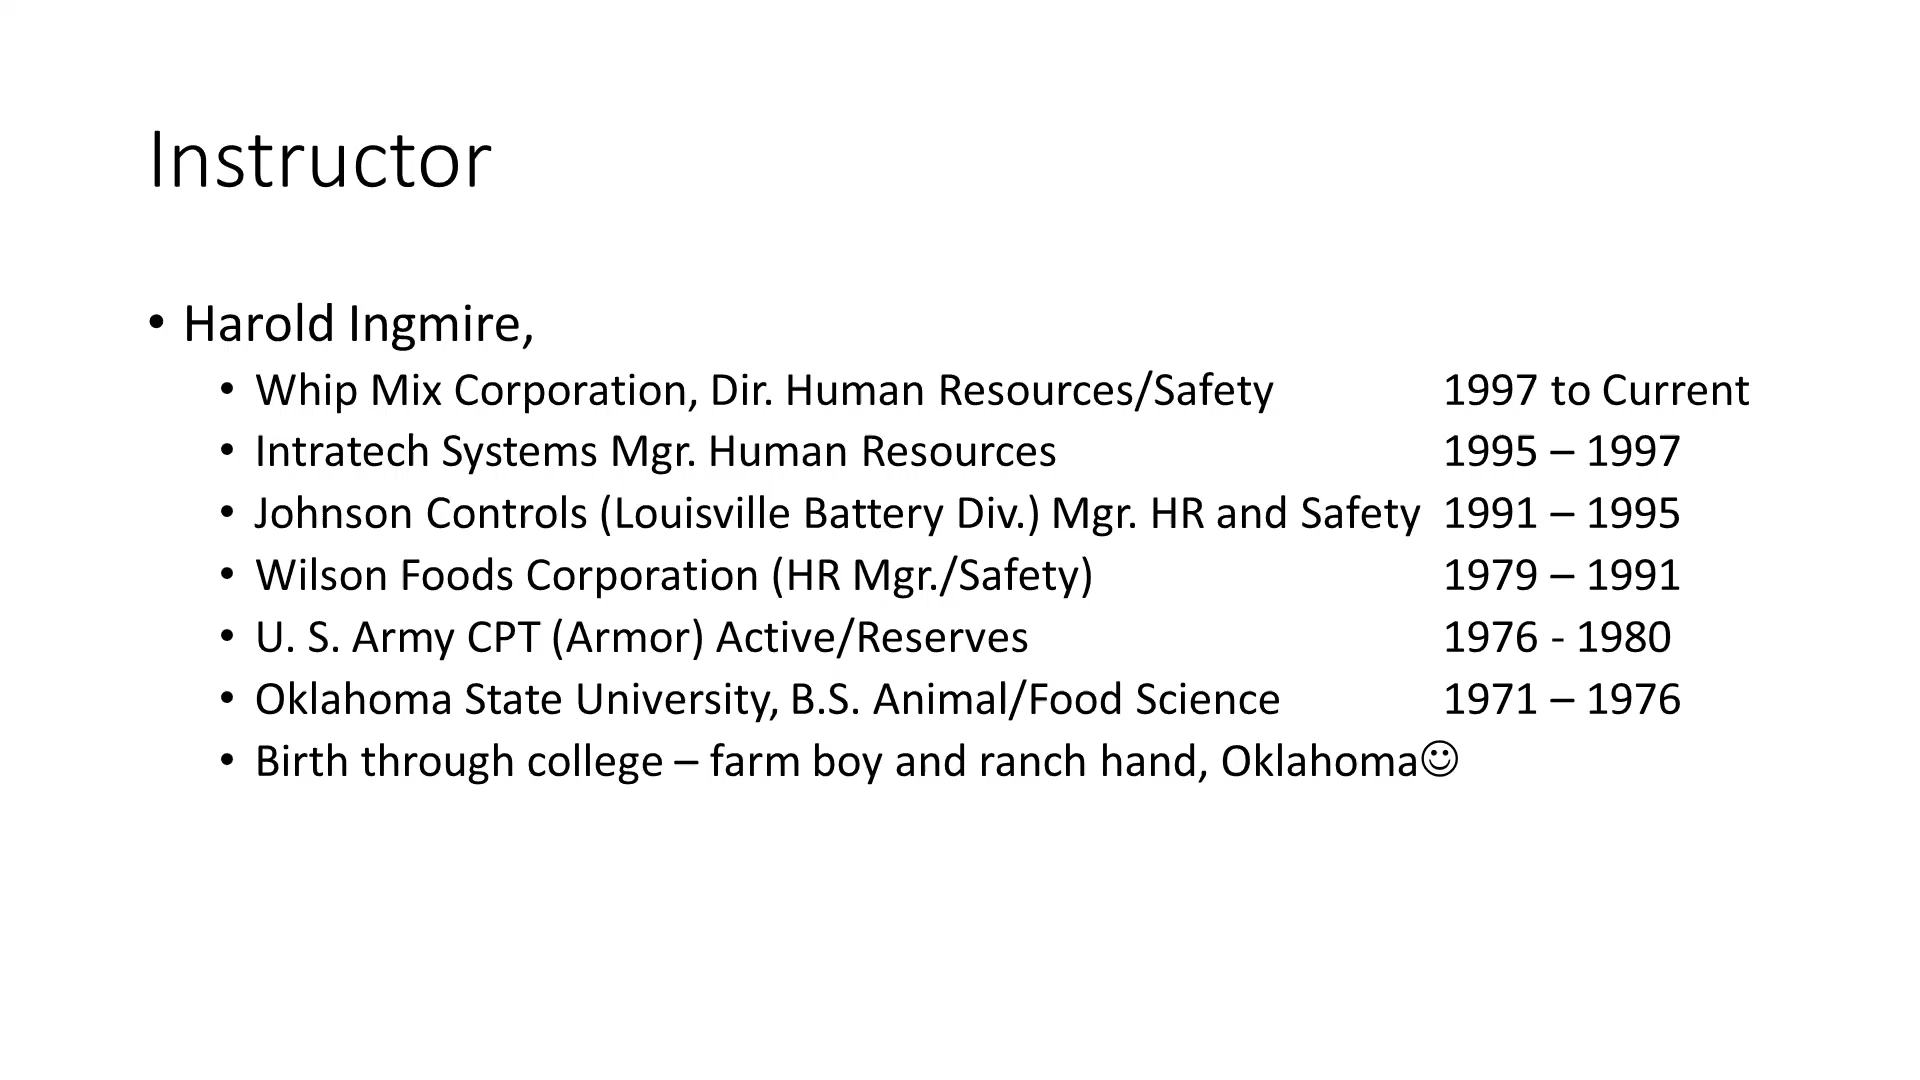 Instructor
• Harold Ingmire,
• Whip Mix Corporation, Dir. Human Resources/Safety 1997 to Current
• Intratech Systems Mgr. Human Resources 1995 – 1997
• Johnson Controls (Louisville Battery Div.) Mgr. HR and Safety 1991 – 1995
• Wilson Foods Corporation (HR Mgr./Safety) 1979 – 1991
• U. S. Army CPT (Armor) Active/Reserves 1976 - 1980
• Oklahoma State University, B.S. Animal/Food Science 1971 – 1976
• Birth through college – farm boy and ranch hand, Oklahoma☺